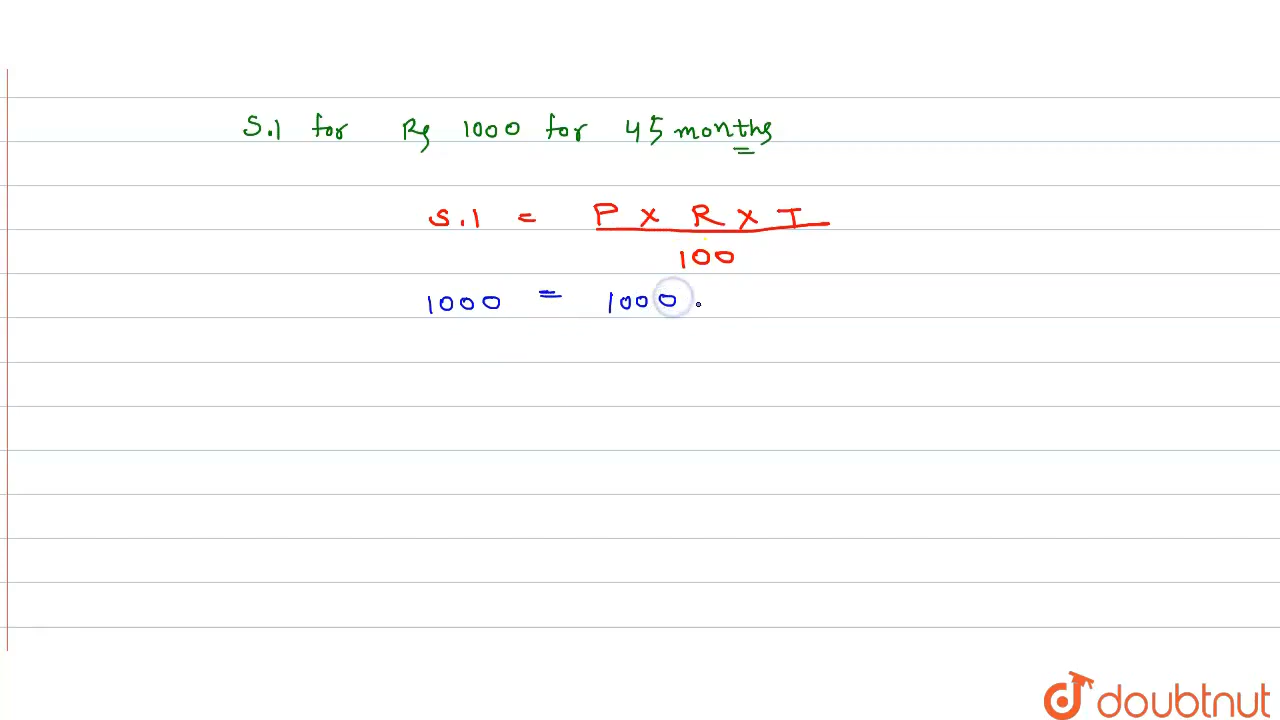 S.I for Rs 1000 for 45 months
S.I = P X R X T
100
1000 = 1000.
doubtnut